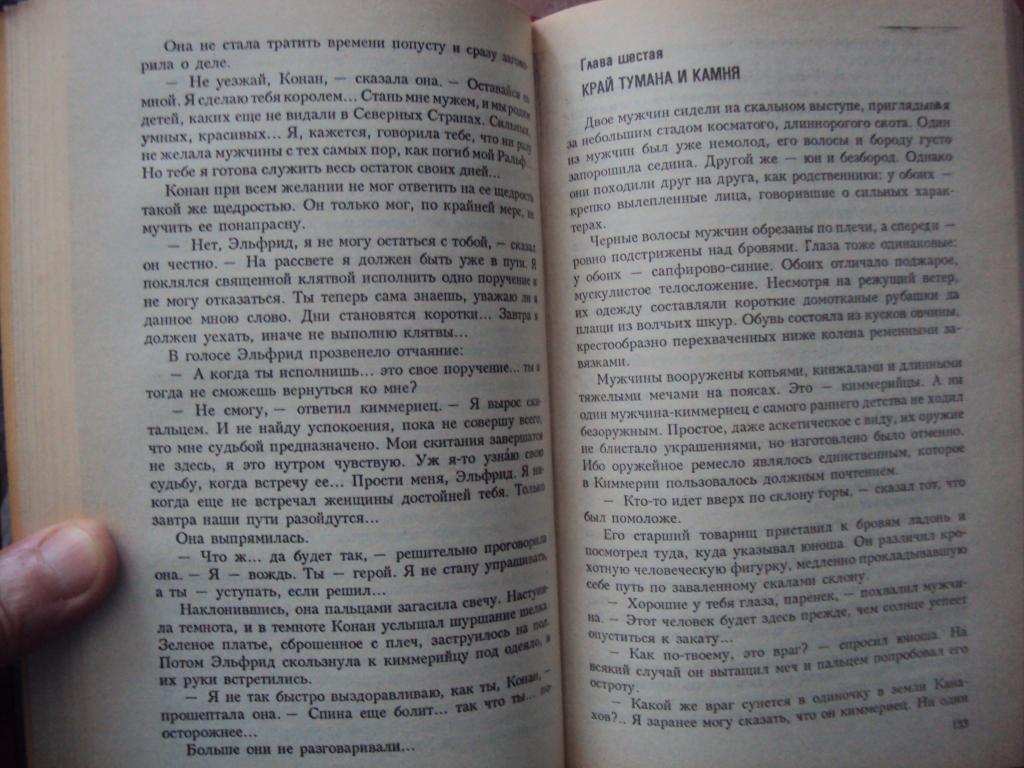 Она не стала тратить времени попусту и сразу загово-
рила о деле.
— Не уезжай, Конан, — сказала она. — Оставайся со
мной. Я сделаю тебя королем... Стань мне мужем, и мы родим
детей, каких еще не видали в Северных Странах. Сильных,
умных, красивых... Я, кажется, говорила тебе, что ни разу
не желала мужчины с тех самых пор, как погиб мой Ральф...
Но тебе я готова служить весь остаток своих дней...
Конан при всем желании не мог ответить на ее щедрость
такой же щедростью. Он только мог, по крайней мере, не
мучить ее понапрасну.
— Нет, Эльфрид, я не могу остаться с тобой, — сказал
он честно. — На рассвете я должен быть уже в пути. Я
поклялся священной клятвой исполнить одно поручение и
не могу отказаться. Ты теперь сама знаешь, уважаю ли я
данное мною слово. Дни становятся коротки... Завтра я
должен уехать, иначе не выполню клятвы...
В голосе Эльфрид прозвенело отчаяние:
— А когда ты исполнишь... это свое поручение... ты и
тогда не сможешь вернуться ко мне?
— Не смогу, — ответил киммериец. — Я вырос ски-
тальцем. И не найду успокоения, пока не совершу всего,
что мне судьбой предназначено. Мои скитания завершатся
не здесь, я это нутром чувствую. Уж я-то узнаю свою
судьбу, когда встречу ее... Прости меня, Эльфрид. Я ни-
когда еще не встречал женщины достойней тебя. Только
завтра наши пути разойдутся...
Она выпрямилась.
— Что ж... да будет так, — решительно проговорила
она. — Я — вождь. Ты — герой. Я не стану упрашивать,
а ты — уступать, если решил...
Наклонившись, она пальцами загасила свечу. Наступи-
ла темнота, и в темноте Конан услышал шуршание шелка.
Зеленое платье, сброшенное с плеч, заструилось на пол.
Потом Эльфрид скользнула к киммерийцу под одеяло, и
их руки встретились.
— Я не так быстро выздоравливаю, как ты, Конан, —
прошептала она. — Спина еще болит... так что ты... по-
осторожнее...
Больше они не разговаривали...
Глава шестая
КРАЙ ТУМАНА И КАМНЯ
Двое мужчин сидели на скальном выступе, приглядывая
за небольшим стадом косматого, длиннорогого скота. Один
из мужчин был уже немолод, его волосы и бороду густо
запорошила седина. Другой же — юн и безбород. Однако
они походили друг на друга, как родственники: у обоих —
крепко вылепленные лица, говорившие о сильных харак-
терах.
Черные волосы мужчин обрезаны по плечи, а спереди —
ровно подстрижены над бровями. Глаза тоже одинаковые:
у обоих — сапфирово-синие. Обоих отличало поджарое,
мускулистое телосложение. Несмотря на режущий ветер,
их одежду составляли короткие домотканые рубашки да
плащи из волчьих шкур. Обувь состояла из кусков овчины,
крестообразно перехваченных ниже колена ременными за-
вязками.
Мужчины вооружены копьями, кинжалами и длинными
тяжелыми мечами на поясах. Это — киммерийцы. А ни
один мужчина-киммериец с самого раннего детства не ходил
безоружным. Простое, даже аскетическое с виду, их оружие
не блистало украшениями, но изготовлено было отменно.
Ибо оружейное ремесло являлось единственным, которое
в Киммерии пользовалось должным почтением.
— Кто-то идет вверх по склону горы, — сказал тот, что
был помоложе.
Его старший товарищ приставил к бровям ладонь и
посмотрел туда, куда указывал юноша. Он различил кро-
хотную человеческую фигурку, медленно прокладывавшую
себе путь по заваленному скалами склону.
— Хорошие у тебя глаза, паренек, — похвалил мужчи-
на. — Этот человек будет здесь прежде, чем солнце успеет
опуститься к закату...
— Как по-твоему, это враг? — спросил юноша. На
всякий случай он вытащил меч и пальцем попробовал его
остроту.
— Какой же враг сунется в одиночку в земли Кана-
хов?.. Я заранее могу сказать, что он киммериец. Ни один
133